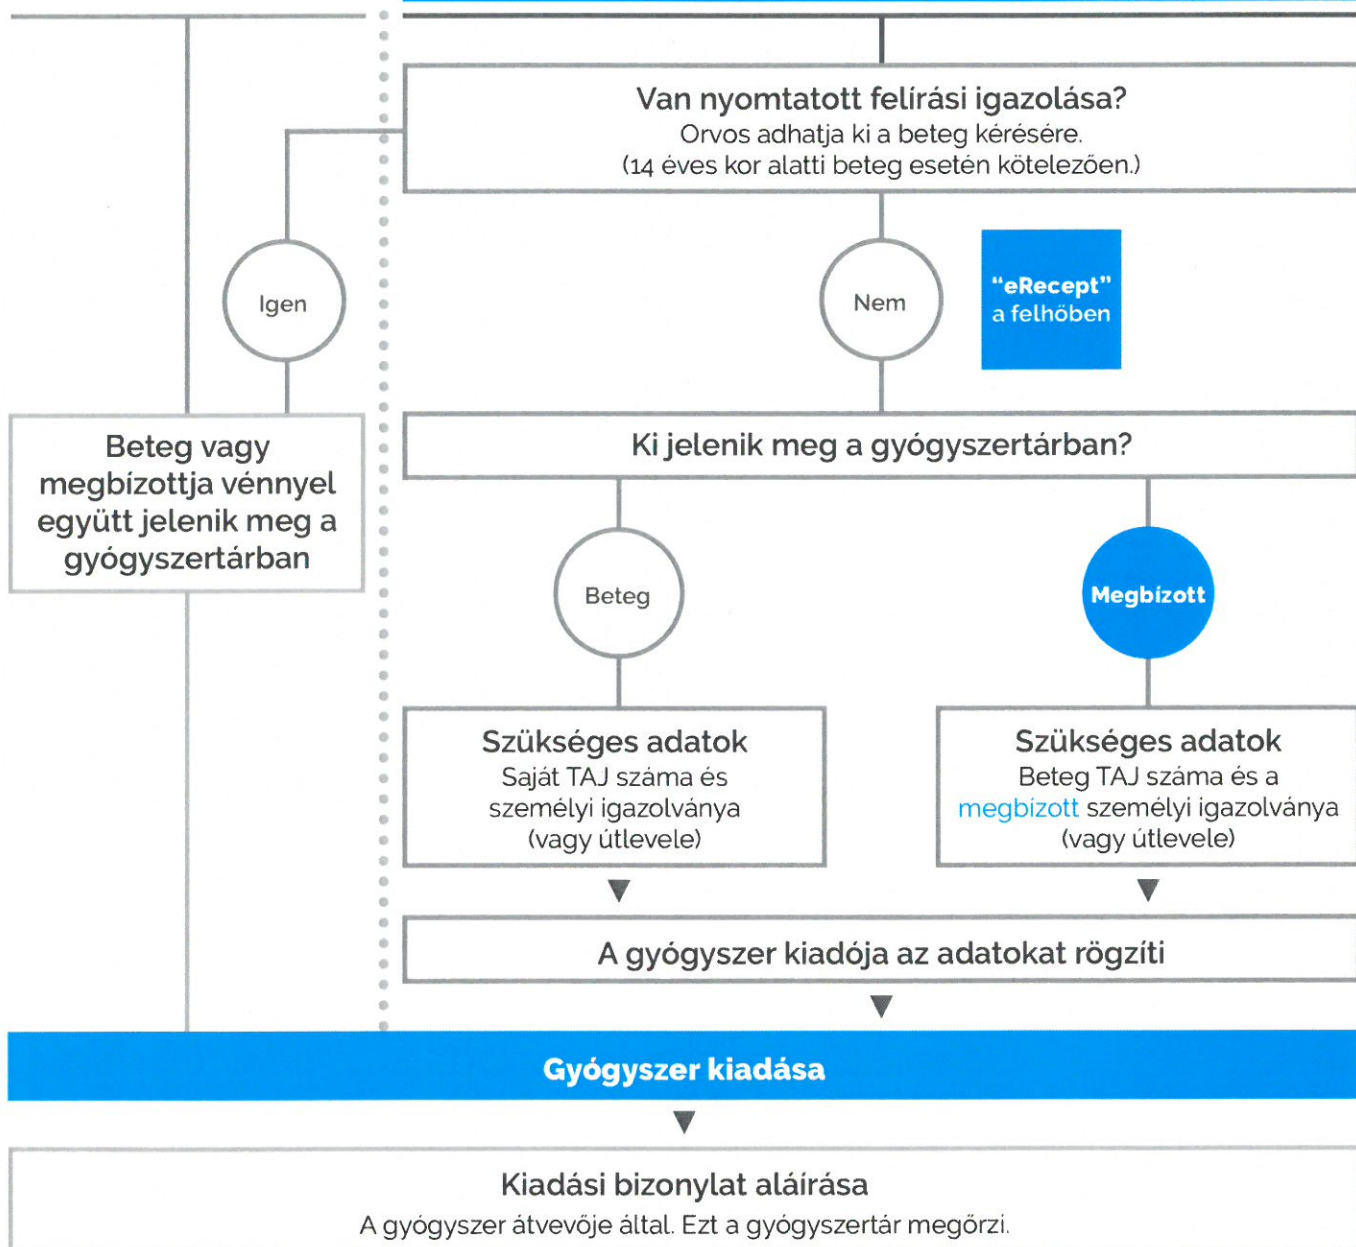 Van nyomtatott felírási igazolása?
Orvos adhatja ki a beteg kérésére.
(14 éves kor alatti beteg esetén kötelezően.)
Igen
Nem
“eRecept”
a felhőben
Beteg vagy
megbízottja vénnyel
együtt jelenik meg a
gyógyszertárban
Ki jelenik meg a gyógyszertárban?
Beteg
Megbízott
Szükséges adatok
Saját TAJ száma és
személyi igazolványa
(vagy útlevele)
Szükséges adatok
Beteg TAJ száma és a
megbízott személyi igazolványa
(vagy útlevele)
A gyógyszer kiadója az adatokat rögzíti
Gyógyszer kiadása
Kiadási bizonylat aláírása
A gyógyszer átvevője által. Ezt a gyógyszertár megőrzi.